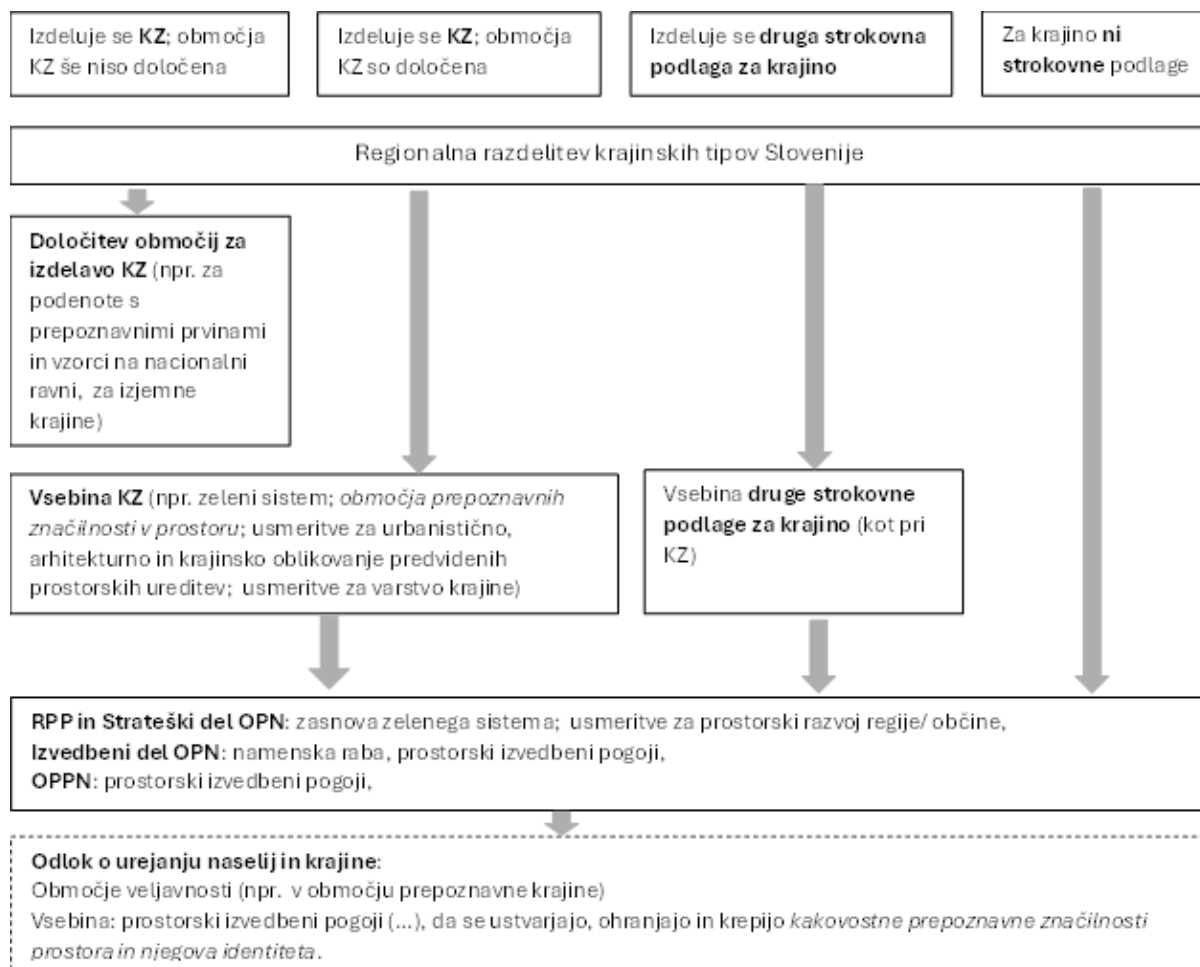 Izdeluje se KZ; območja
KZ še niso določena
Izdeluje se KZ; območja
KZ so določena
Izdeluje se druga strokovna
podlaga za krajino
Za krajino ni
strokovne podlage
Regionalna razdelitev krajinskih tipov Slovenije
Določitev območij za
izdelavo KZ (npr. za
podenote s
prepoznavnimi prvinami
in vzorci na nacionalni
ravni, za izjemne
krajine)
Vsebina KZ (npr. zeleni sistem; območja prepoznavnih
značilnosti v prostoru; usmeritve za urbanistično,
arhitekturno in krajinsko oblikovanje predvidenih
prostorskih ureditev; usmeritve za varstvo krajine)
Vsebina druge strokovne
podlage za krajino (kot pri
KZ)
RPP in Strateški del OPN: zasnova zelenega sistema; usmeritve za prostorski razvoj regije/ občine,
Izvedbeni del OPN: namenska raba, prostorski izvedbeni pogoji,
OPPN: prostorski izvedbeni pogoji,
Odlok o urejanju naselij in krajine:
Območje veljavnosti (npr. v območju prepoznavne krajine)
Vsebina: prostorski izvedbeni pogoji (...), da se ustvarjajo, ohranjajo in krepijo kakovostne prepoznavne značilnosti
prostora in njegova identiteta.